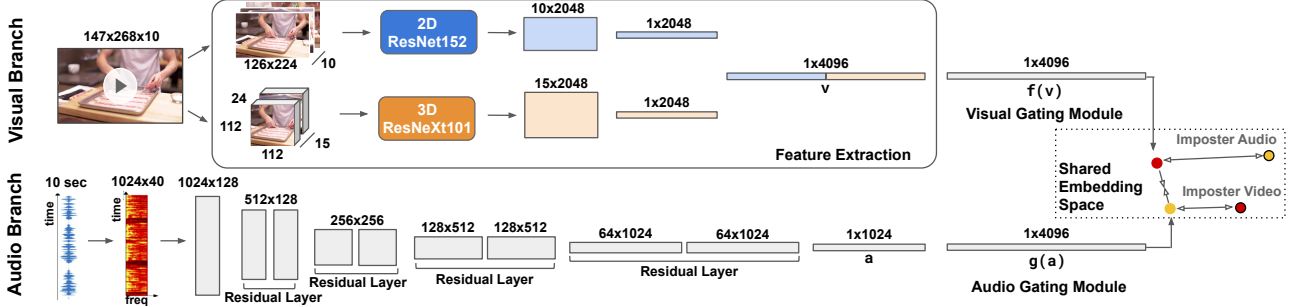 Visual Branch
147x268x10
126x224
10
2D
ResNet152
10x2048
1x2048
24
112
112
15
3D
ResNeXt101
15x2048
1x2048
1x4096
v
Feature Extraction
1x4096
f(v)
Visual Gating Module
Imposter Audio
Shared
Embedding
Space
Imposter Video
Audio Branch
10 sec
time
1024x40
time
freq
1024x128
512x128
Residual Layer
256x256
Residual Layer
128x512
128x512
Residual Layer
64x1024
64x1024
Residual Layer
1x1024
a
1x4096
g(a)
Audio Gating Module